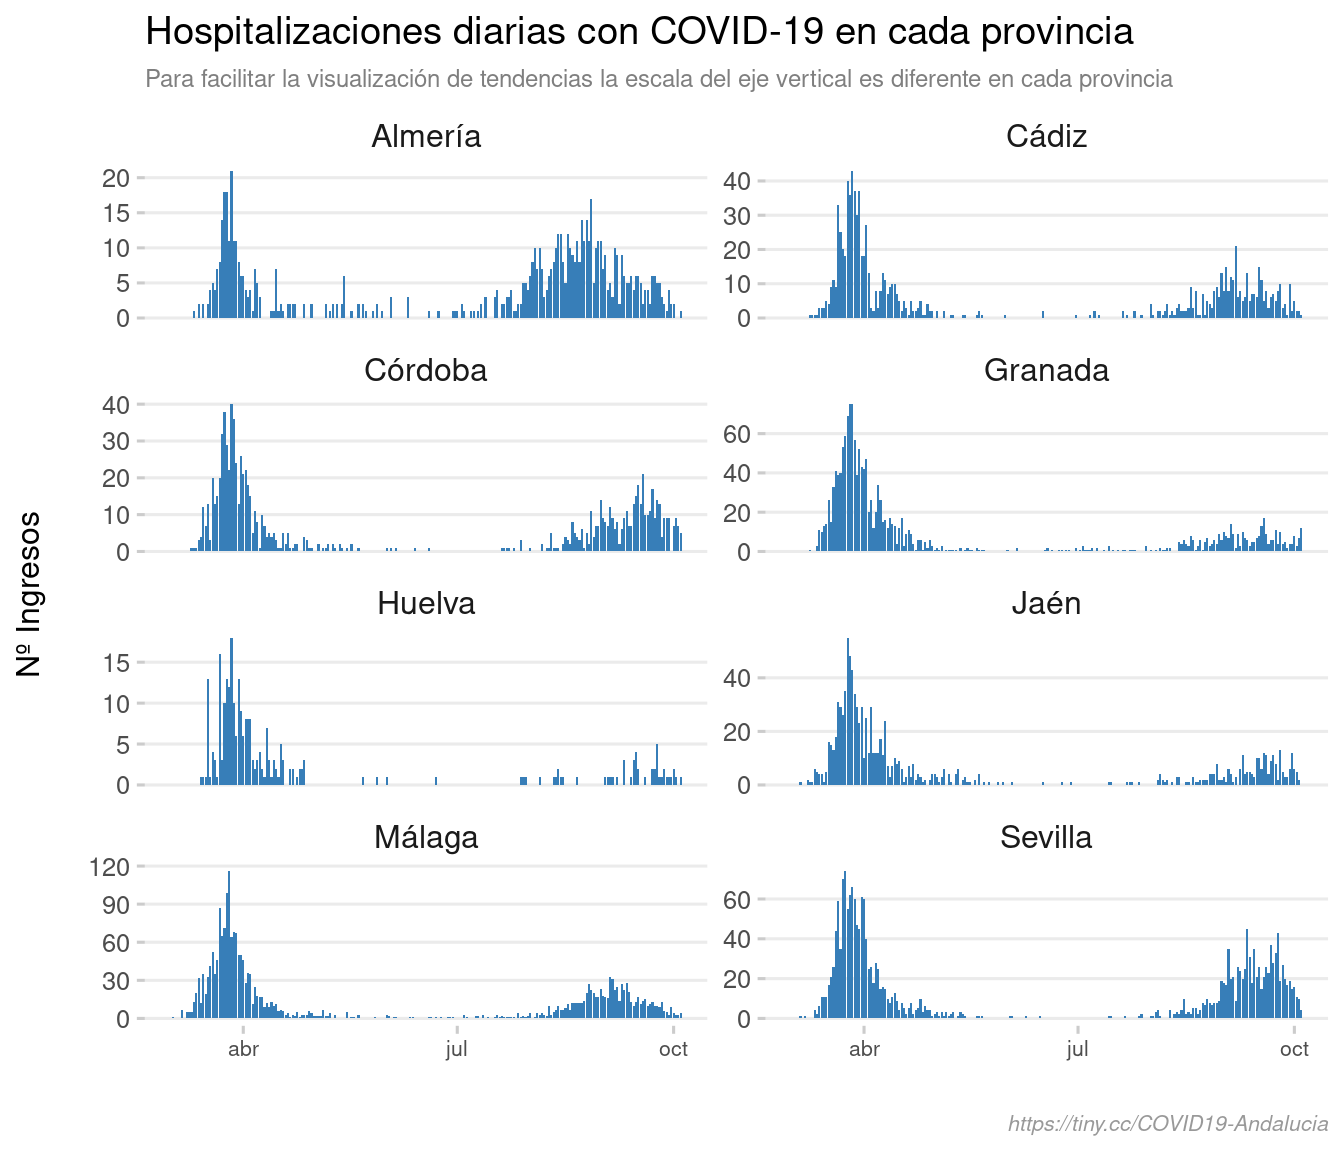 Hospitalizaciones diarias con COVID-19 en cada provincia
Para facilitar la visualización de tendencias la escala del eje vertical es diferente en cada provincia
Nº Ingresos
Almería
20
15
10
5
0
Cádiz
40
30
20
10
0
Córdoba
40
30
20
10
0
Granada
60
40
20
0
Huelva
15
10
5
0
Jaén
40
20
0
Málaga
120
90
60
30
0
abr jul oct
Sevilla
60
40
20
0
abr jul oct
https://tiny.cc/COVID19-Andalucia